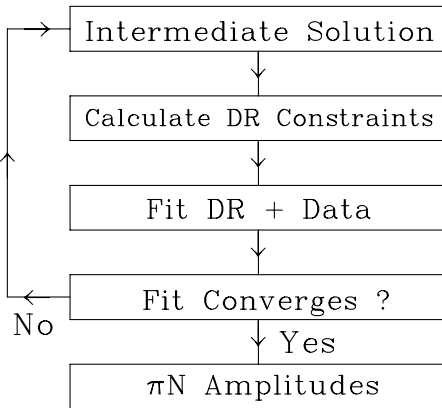 Intermediate Solution
Calculate DR Constraints
Fit DR + Data
Fit Converges ?
No
Yes
πN Amplitudes